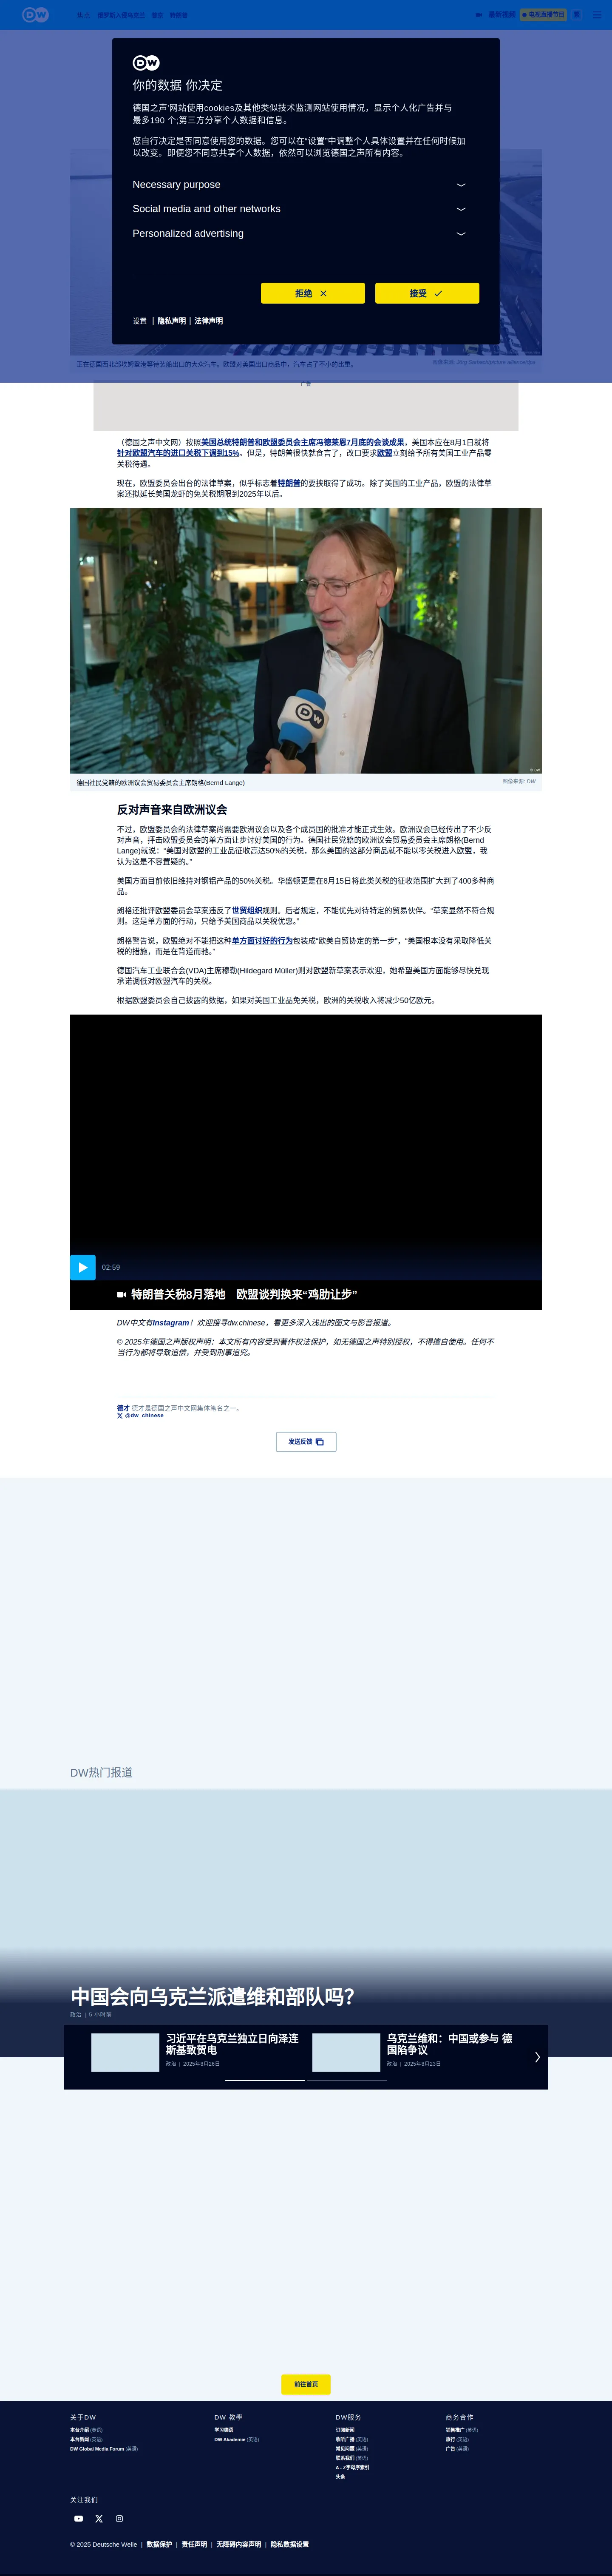 DW
焦点 俄罗斯入侵乌克兰 德国 特朗普
最新视频 电视直播节目 繁
DW
你的数据 你决定
德国之声'网站使用cookies及其他类似技术监测网站使用情况，显示个人化广告并与
最多190 个;第三方分享个人数据和信息。
您自行决定是否同意使用您的数据。您可以在"设置"中调整个人具体设置并在任何时候加
以改变。即便您不同意共享个人数据，依然可以浏览德国之声所有内容。
Necessary purpose
Social media and other networks
Personalized advertising
拒绝
接受
设置 | 隐私声明 | 法律声明
正在德国西北部埃姆登港等待装船出口的大众汽车。欧盟对美国出口商品中，汽车占了不小的比重。
广告
（德国之声中文网）按照美国总统特朗普和欧盟委员会主席冯德莱恩7月底的会谈成果，美国本应在8月1日就将
针对欧盟汽车的进口关税下调到15%。但是，特朗普很快就食言了，改口要求欧盟立刻给予所有美国工业产品零
关税待遇。
现在，欧盟委员会出台的法律草案，似乎标志着特朗普的要挟取得了成功。除了美国的工业产品，欧盟的法律草
案还拟延长美国龙虾的免关税期限到2025年以后。
DW
© DW
德国社民党籍的欧洲议会贸易委员会主席朗格(Bernd Lange)
图像来源: DW
反对声音来自欧洲议会
不过，欧盟委员会的法律草案尚需要欧洲议会以及各个成员国的批准才能正式生效。欧洲议会已经传出了不少反
对声音，抨击欧盟委员会的单方面让步讨好美国的行为。德国社民党籍的欧洲议会贸易委员会主席朗格(Bernd
Lange)就说："美国对欧盟的工业品征收高达50%的关税，那么美国的这部分商品就不能以零关税进入欧盟，我
认为这是不容置疑的。"
美国方面目前依旧维持对钢铝产品的50%关税。华盛顿更是在8月15日将此类关税的征收范围扩大到了400多种商
品。
朗格还批评欧盟委员会草案违反了世贸组织规则。后者规定，不能优先对待特定的贸易伙伴。"草案显然不符合规
则。这是单方面的行动，只给予美国商品以关税优惠。"
朗格警告说，欧盟绝对不能把这种单方面讨好的行为包装成"欧美自贸协定的第一步"，"美国根本没有采取降低关
税的措施，而是在背道而驰。"
德国汽车工业联合会(VDA)主席穆勒(Hildegard Müller)则对欧盟新草案表示欢迎，她希望美国方面能够尽快兑现
承诺调低对欧盟汽车的关税。
根据欧盟委员会自己披露的数据，如果对美国工业品免关税，欧洲的关税收入将减少50亿欧元。
02:59
特朗普关税8月落地 欧盟谈判换来"鸡肋让步"
DW中文有Instagram！欢迎搜寻dw.chinese，看更多深入浅出的图文与影音报道。
© 2025年德国之声版权声明：本文所有内容受到著作权法保护，如无德国之声特别授权，不得擅自使用。任何不
当行为都将导致追偿，并受到刑事追究。
德才 德才是德国之声中文网集体笔名之一。
@dw_chinese
发送反馈
DW热门报道
中国会向乌克兰派遣维和部队吗？
政治 | 5 小时前
习近平在乌克兰独立日向泽连
斯基致贺电
政治 | 2025年8月26日
乌克兰维和：中国或参与 德
国陷争议
政治 | 2025年8月23日
前往首页
关于DW
本台介绍 (英语)
本台新闻 (英语)
DW Global Media Forum (英语)
DW 教學
学习德语
DW Akademie (英语)
DW服务
订阅新闻
收听广播 (英语)
常见问题 (英语)
联系我们 (英语)
A - Z字母序索引
头条
商务合作
销售推广 (英语)
旅行 (英语)
广告 (英语)
关注我们
© 2025 Deutsche Welle | 数据保护 | 责任声明 | 无障碍内容声明 | 隐私数据设置